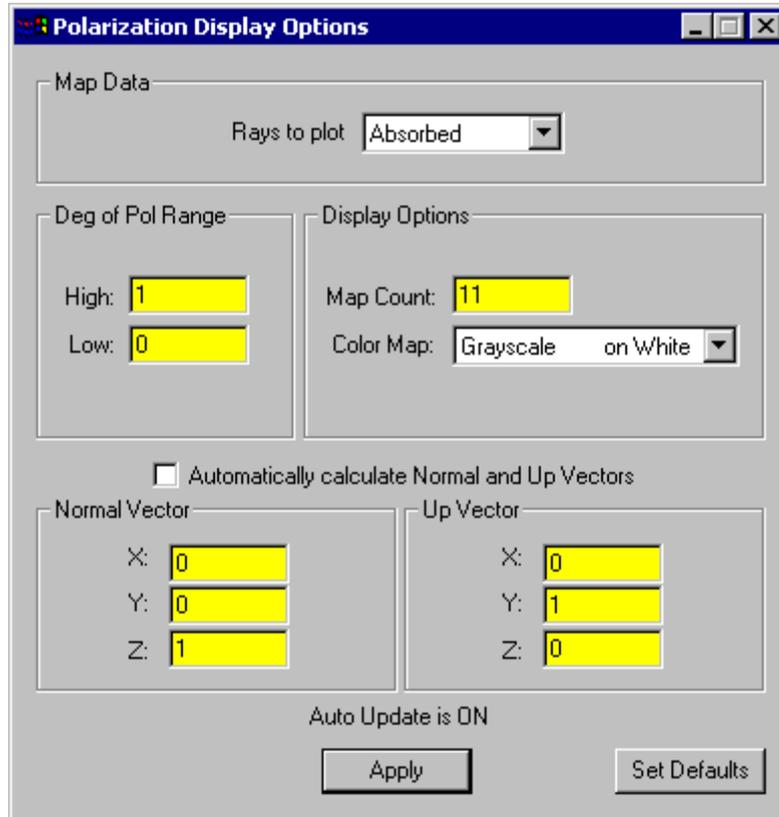 Polarization Display Options
Map Data
Rays to plot Absorbed
Deg of Pol Range
High: 1
Low: 0
Display Options
Map Count: 11
Color Map: Grayscale on White
Automatically calculate Normal and Up Vectors
Normal Vector
X: 0
Y: 0
Z: 1
Up Vector
X: 0
Y: 1
Z: 0
Auto Update is ON
Apply
Set Defaults